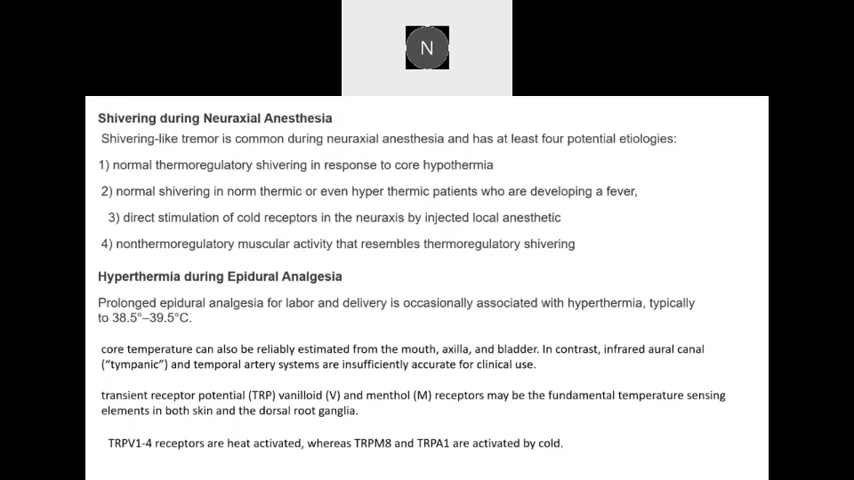 N
Shivering during Neuraxial Anesthesia
Shivering-like tremor is common during neuraxial anesthesia and has at least four potential etiologies:
1) normal thermoregulatory shivering in response to core hypothermia
2) normal shivering in norm thermic or even hyper thermic patients who are developing a fever,
3) direct stimulation of cold receptors in the neuraxis by injected local anesthetic
4) nonthermoregulatory muscular activity that resembles thermoregulatory shivering
Hyperthermia during Epidural Analgesia
Prolonged epidural analgesia for labor and delivery is occasionally associated with hyperthermia, typically
to 38.5°–39.5°C.
core temperature can also be reliably estimated from the mouth, axilla, and bladder. In contrast, infrared aural canal
(“tympanic”) and temporal artery systems are insufficiently accurate for clinical use.
transient receptor potential (TRP) vanilloid (V) and menthol (M) receptors may be the fundamental temperature sensing
elements in both skin and the dorsal root ganglia.
TRPV1-4 receptors are heat activated, whereas TRPM8 and TRPA1 are activated by cold.